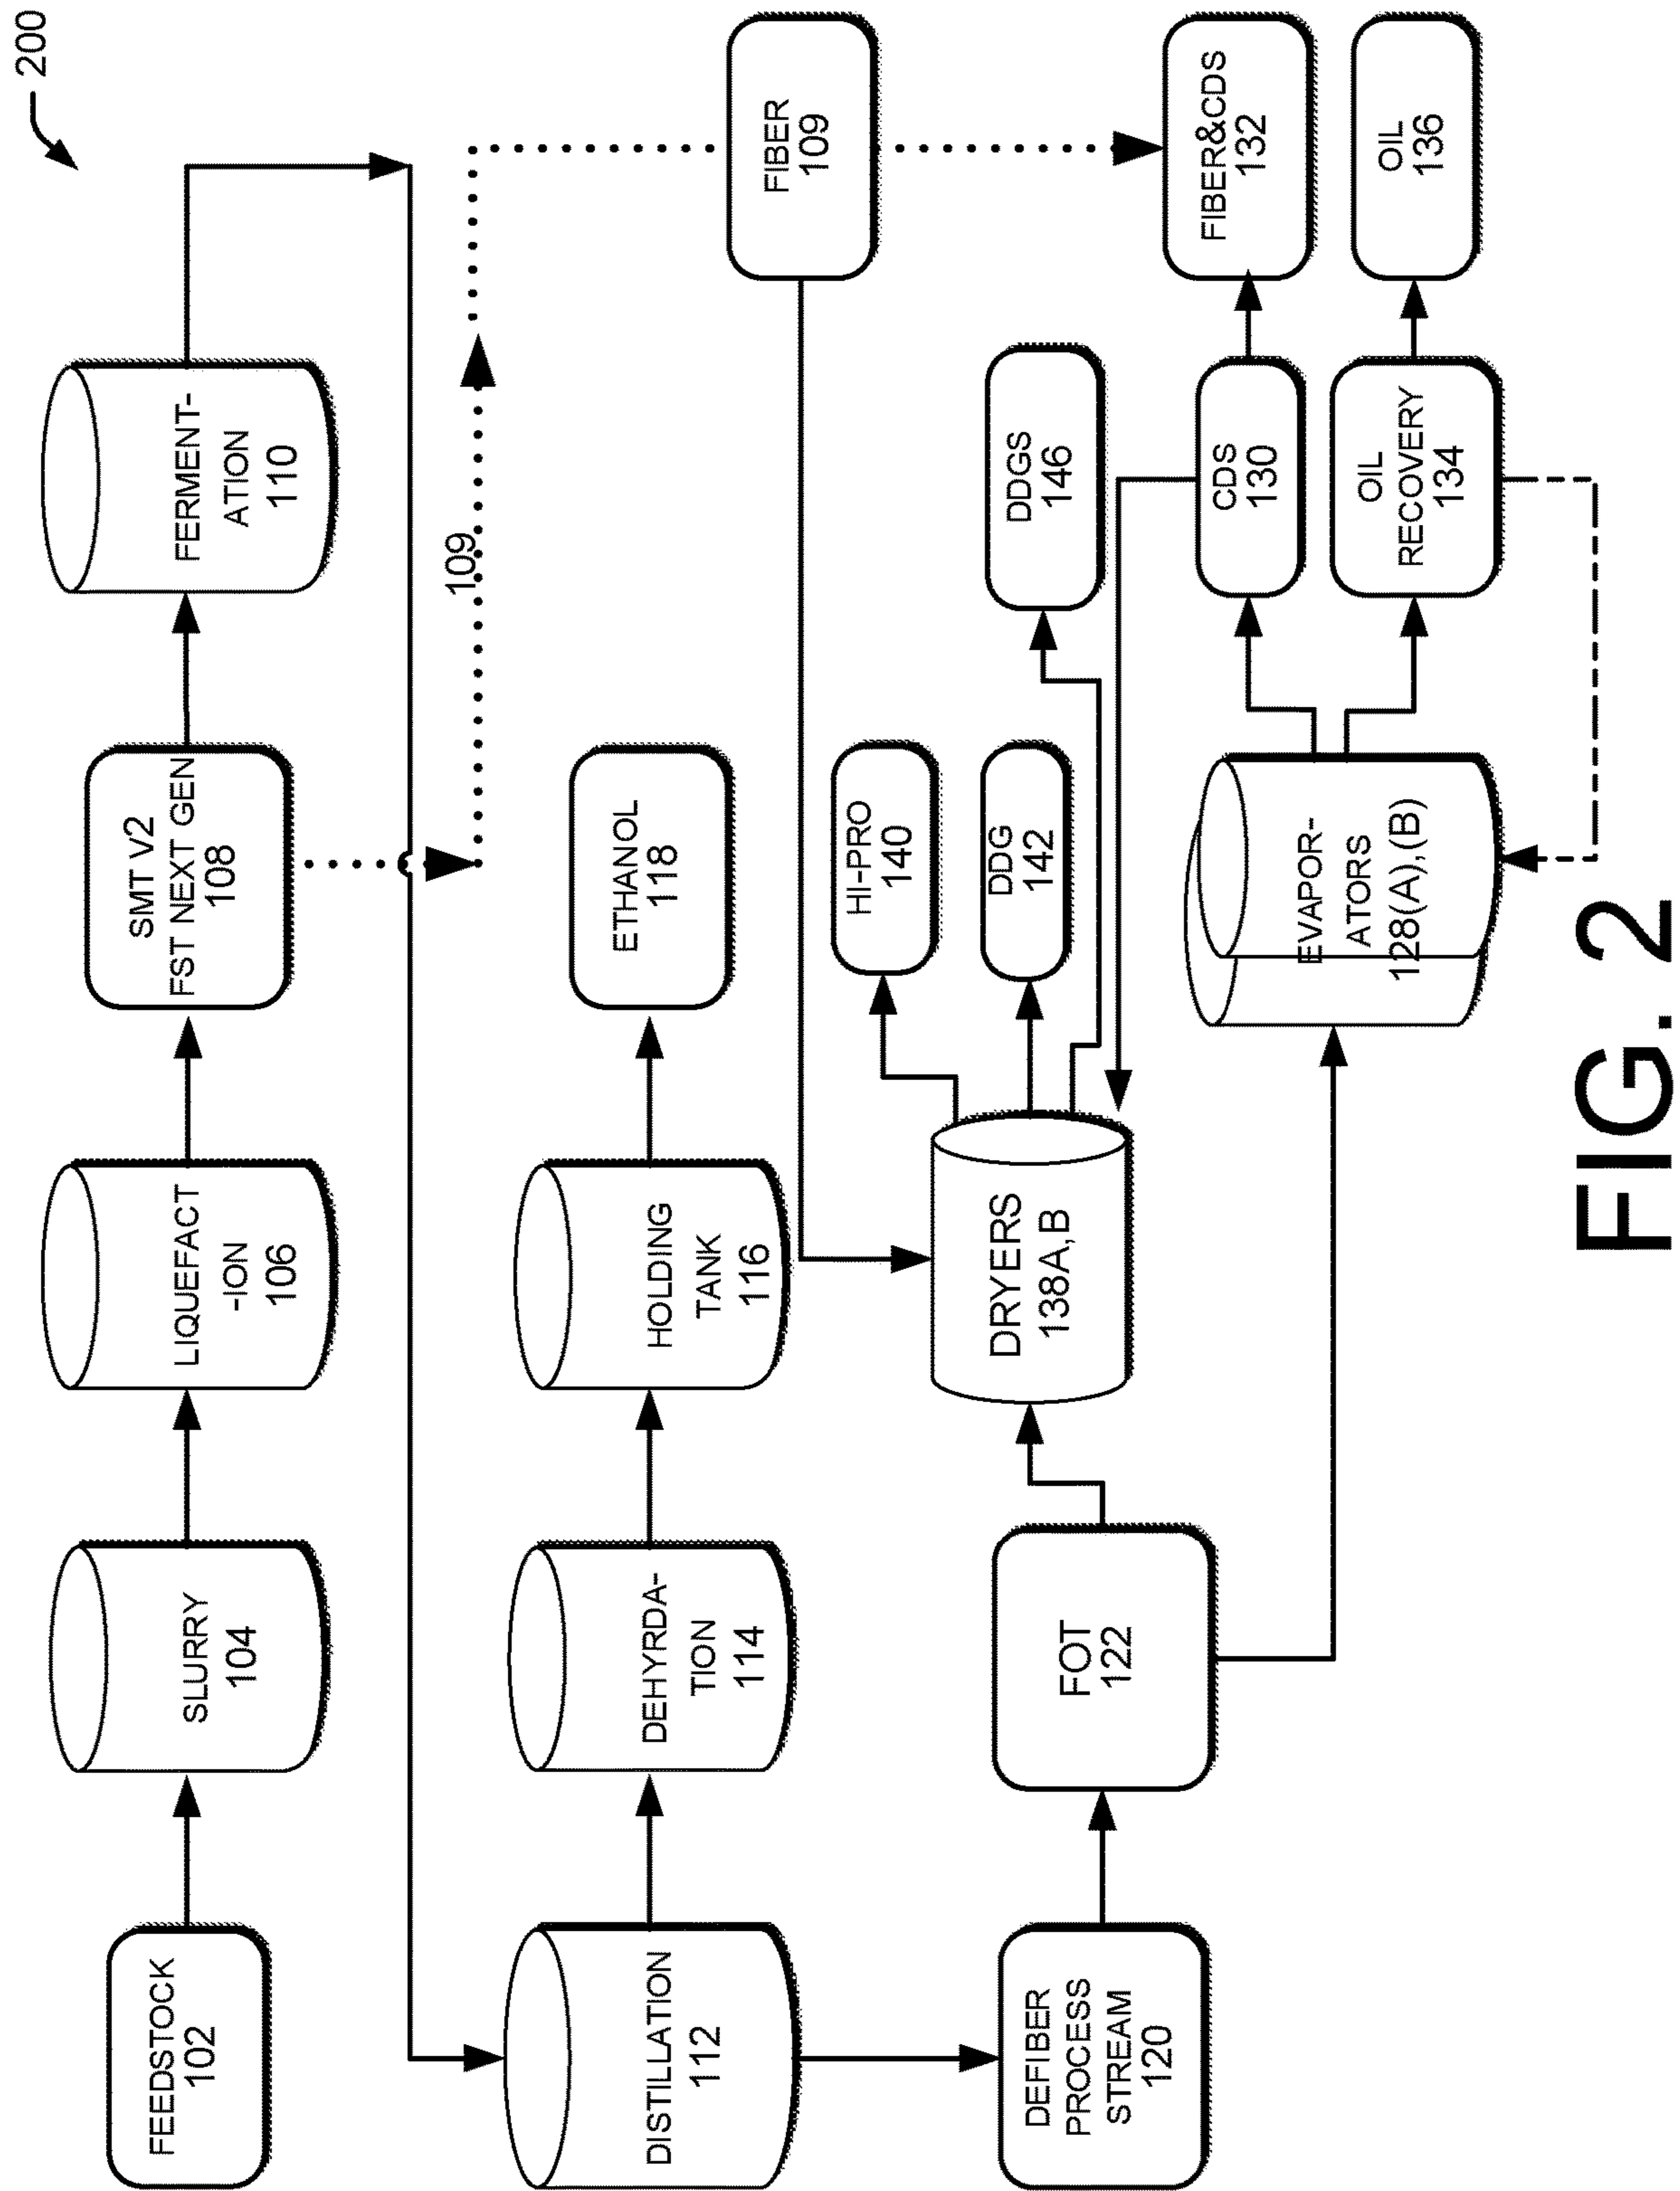 200
FEEDSTOCK
102
SLURRY
104
LIQUEFACT
-ION
106
SMT V2
FST NEXT GEN
108
FERMENT-
ATION
110
109
DISTILLATION
112
DEHYRDA-
TION
114
HOLDING
TANK
116
ETHANOL
118
FIBER
109
DEFIBER
PROCESS
STREAM
120
FOT
122
DRYERS
138A,B
HI-PRO
140
DDG
142
DDGS
146
EVAPOR-
ATORS
128(A),(B)
CDS
130
FIBER&CDS
132
OIL
RECOVERY
134
OIL
136
FIG. 2